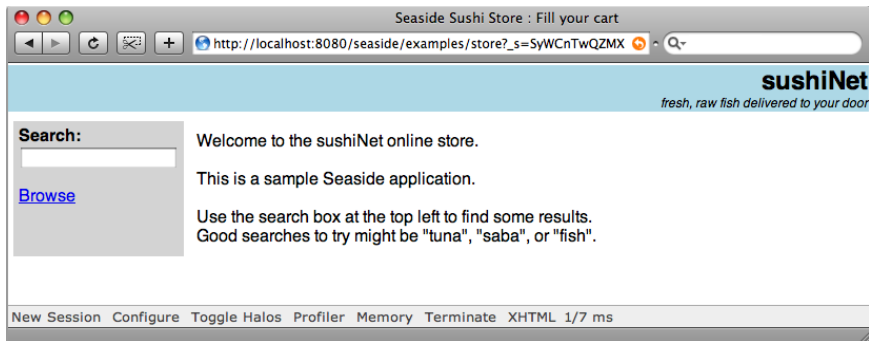 Seaside Sushi Store : Fill your cart
http://localhost:8080/seaside/examples/store?_s=SyWCnTwQZMX
sushiNet
fresh, raw fish delivered to your door
Search:
Browse
Welcome to the sushiNet online store.
This is a sample Seaside application.
Use the search box at the top left to find some results.
Good searches to try might be "tuna", "saba", or "fish".
New Session Configure Toggle Halos Profiler Memory Terminate XHTML 1/7 ms